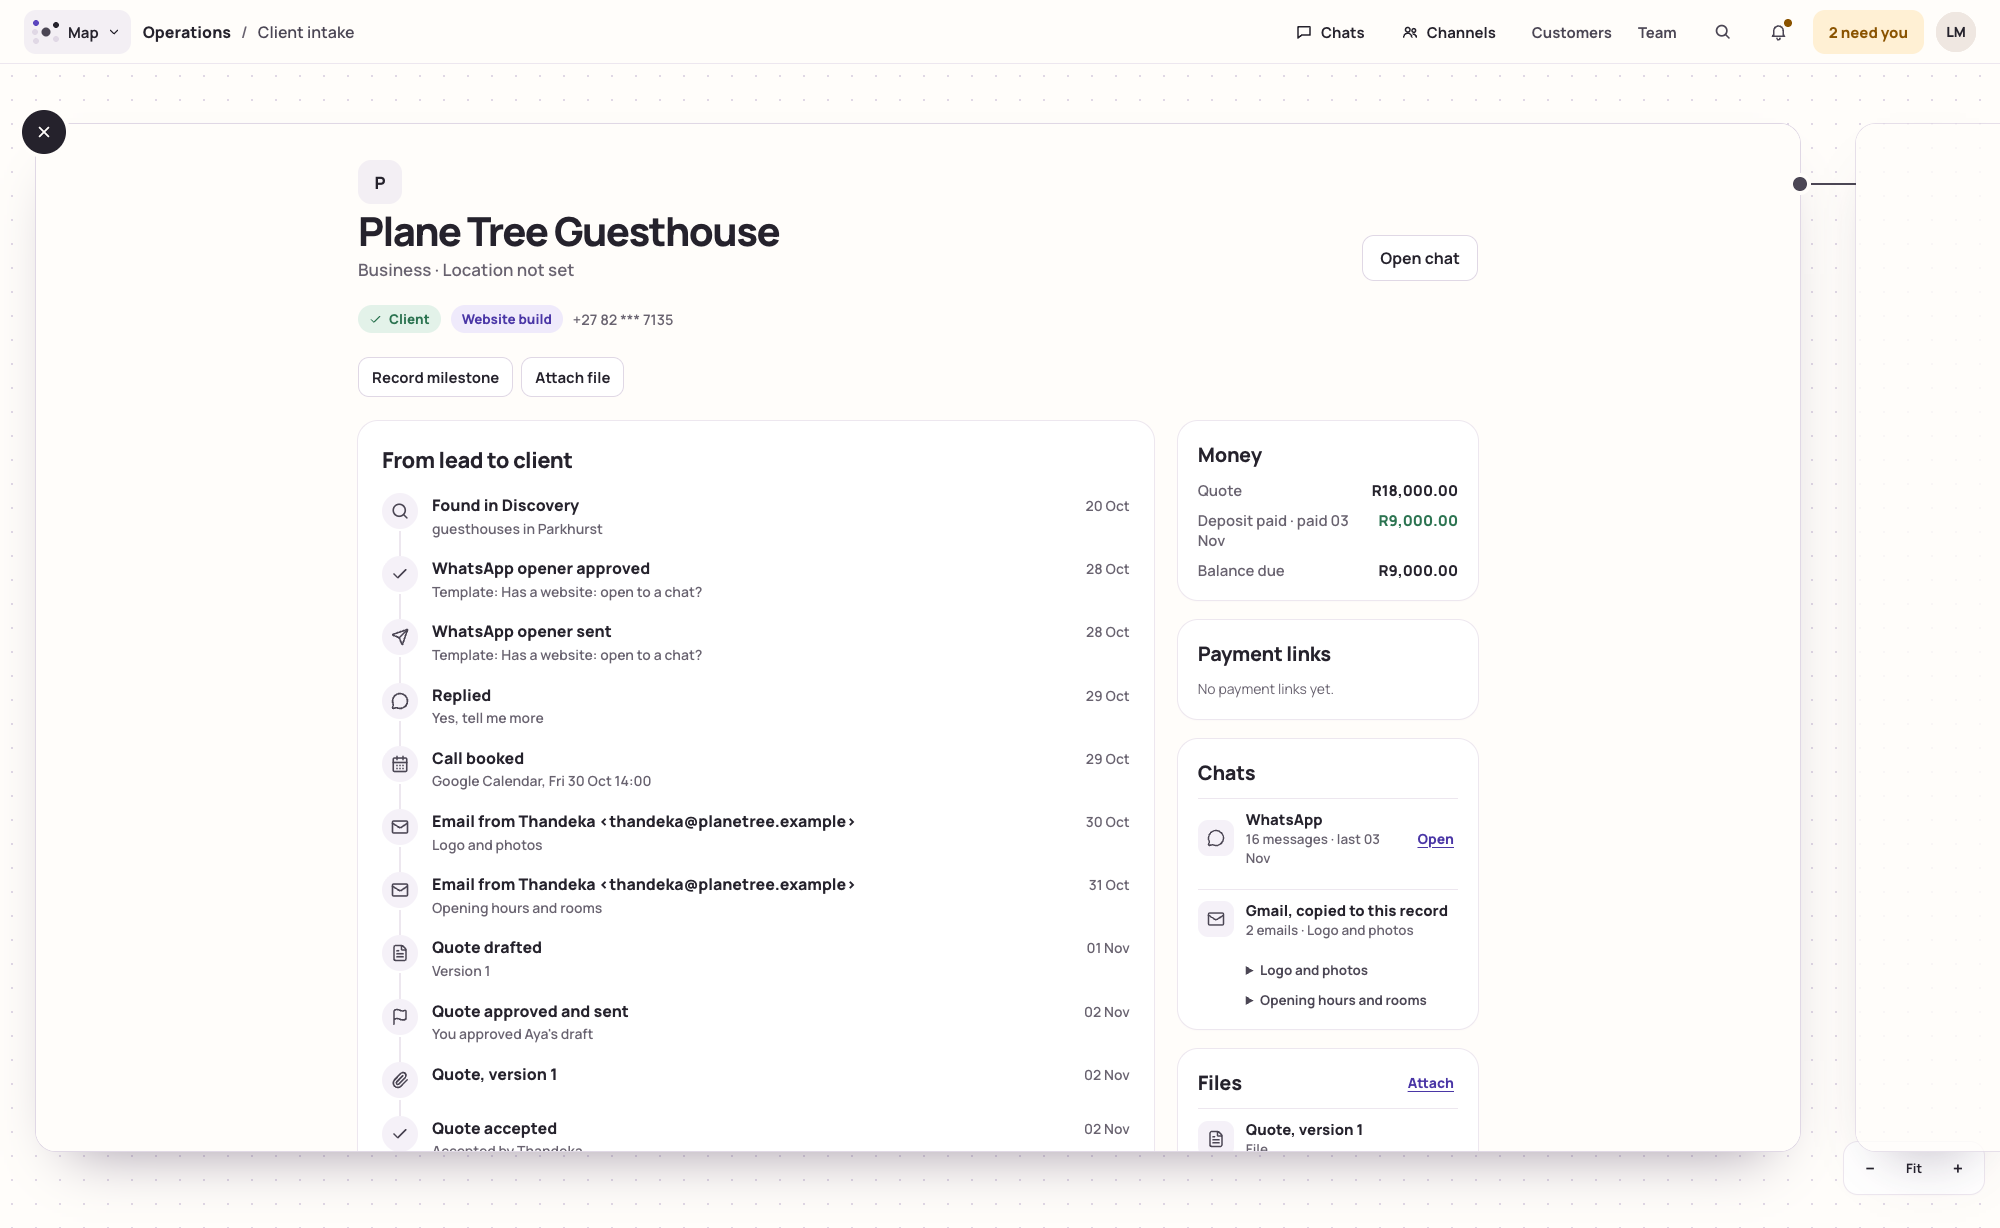 Map
Operations / Client intake
Chats
Channels
Customers
Team
2 need you
LM
P
Plane Tree Guesthouse
Business · Location not set
Open chat
Client
Website build
+27 82 *** 7135
Record milestone
Attach file
From lead to client
Found in Discovery
20 Oct
guesthouses in Parkhurst
WhatsApp opener approved
28 Oct
Template: Has a website: open to a chat?
WhatsApp opener sent
28 Oct
Template: Has a website: open to a chat?
Replied
29 Oct
Yes, tell me more
Call booked
29 Oct
Google Calendar, Fri 30 Oct 14:00
Email from Thandeka <thandeka@planetree.example>
30 Oct
Logo and photos
Email from Thandeka <thandeka@planetree.example>
31 Oct
Opening hours and rooms
Quote drafted
01 Nov
Version 1
Quote approved and sent
02 Nov
You approved Aya's draft
Quote, version 1
02 Nov
Quote accepted
02 Nov
Accepted by Thandeka
Money
Quote
R18,000.00
Deposit paid · paid 03
Nov
R9,000.00
Balance due
R9,000.00
Payment links
No payment links yet.
Chats
WhatsApp
16 messages · last 03
Nov
Open
Gmail, copied to this record
2 emails · Logo and photos
Logo and photos
Opening hours and rooms
Files
Attach
Quote, version 1
File
− Fit +